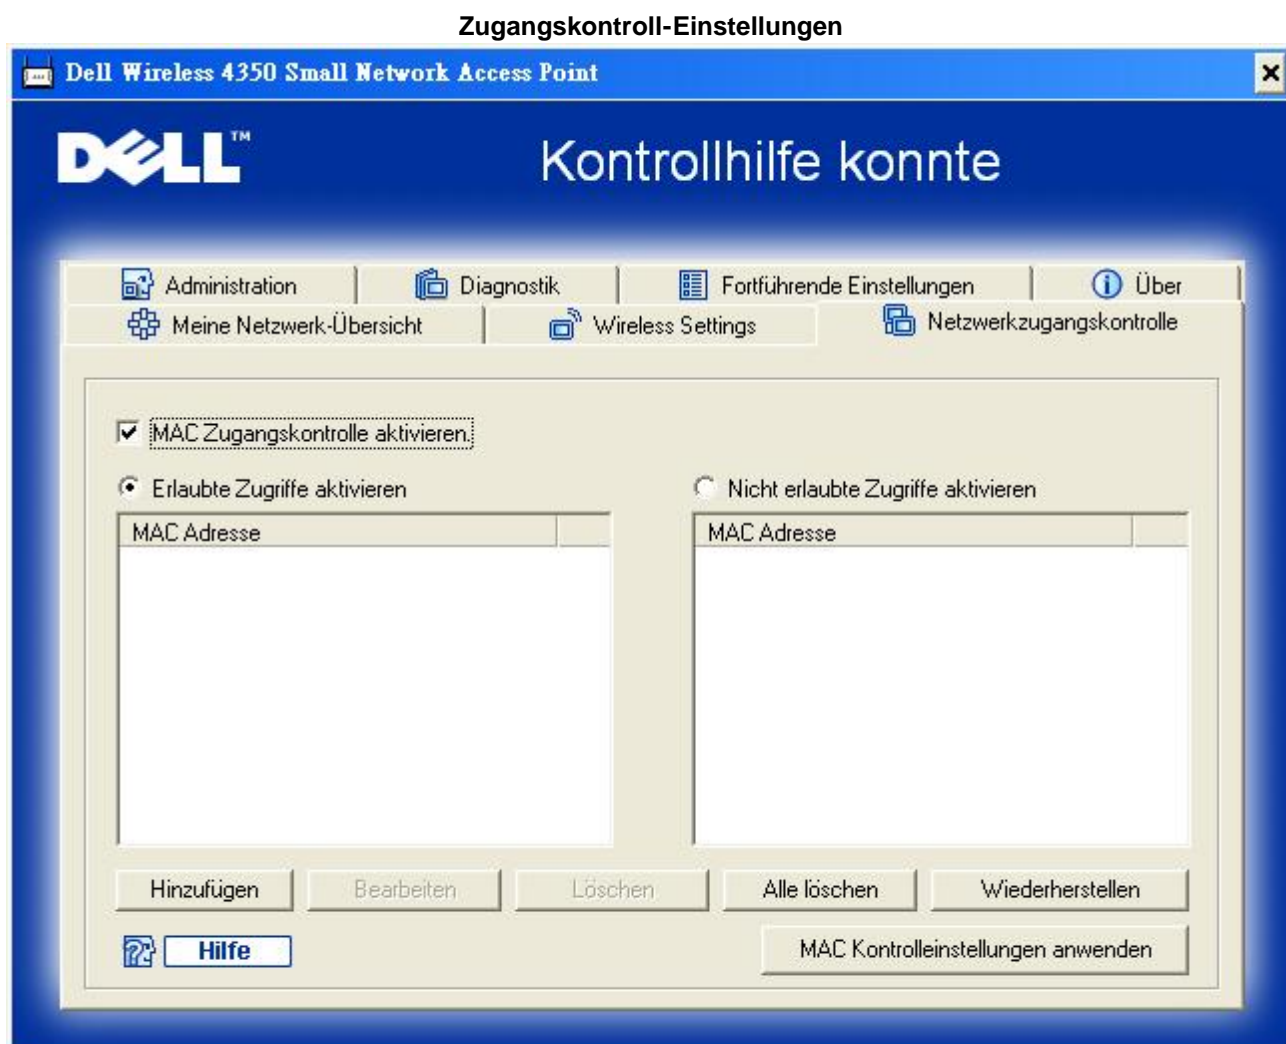 Zugangskontroll-Einstellungen
Dell Wireless 4350 Small Network Access Point
DELL™
Kontrollhilfe konnte
Administration
Diagnostik
Fortführende Einstellungen
Über
Meine Netzwerk-Übersicht
Wireless Settings
Netzwerkzugangskontrolle
MAC Zugangskontrolle aktivieren.
Erlaubte Zugriffe aktivieren
Nicht erlaubte Zugriffe aktivieren
MAC Adresse
MAC Adresse
Hinzufügen
Bearbeiten
Löschen
Alle löschen
Wiederherstellen
Hilfe
MAC Kontrolleinstellungen anwenden